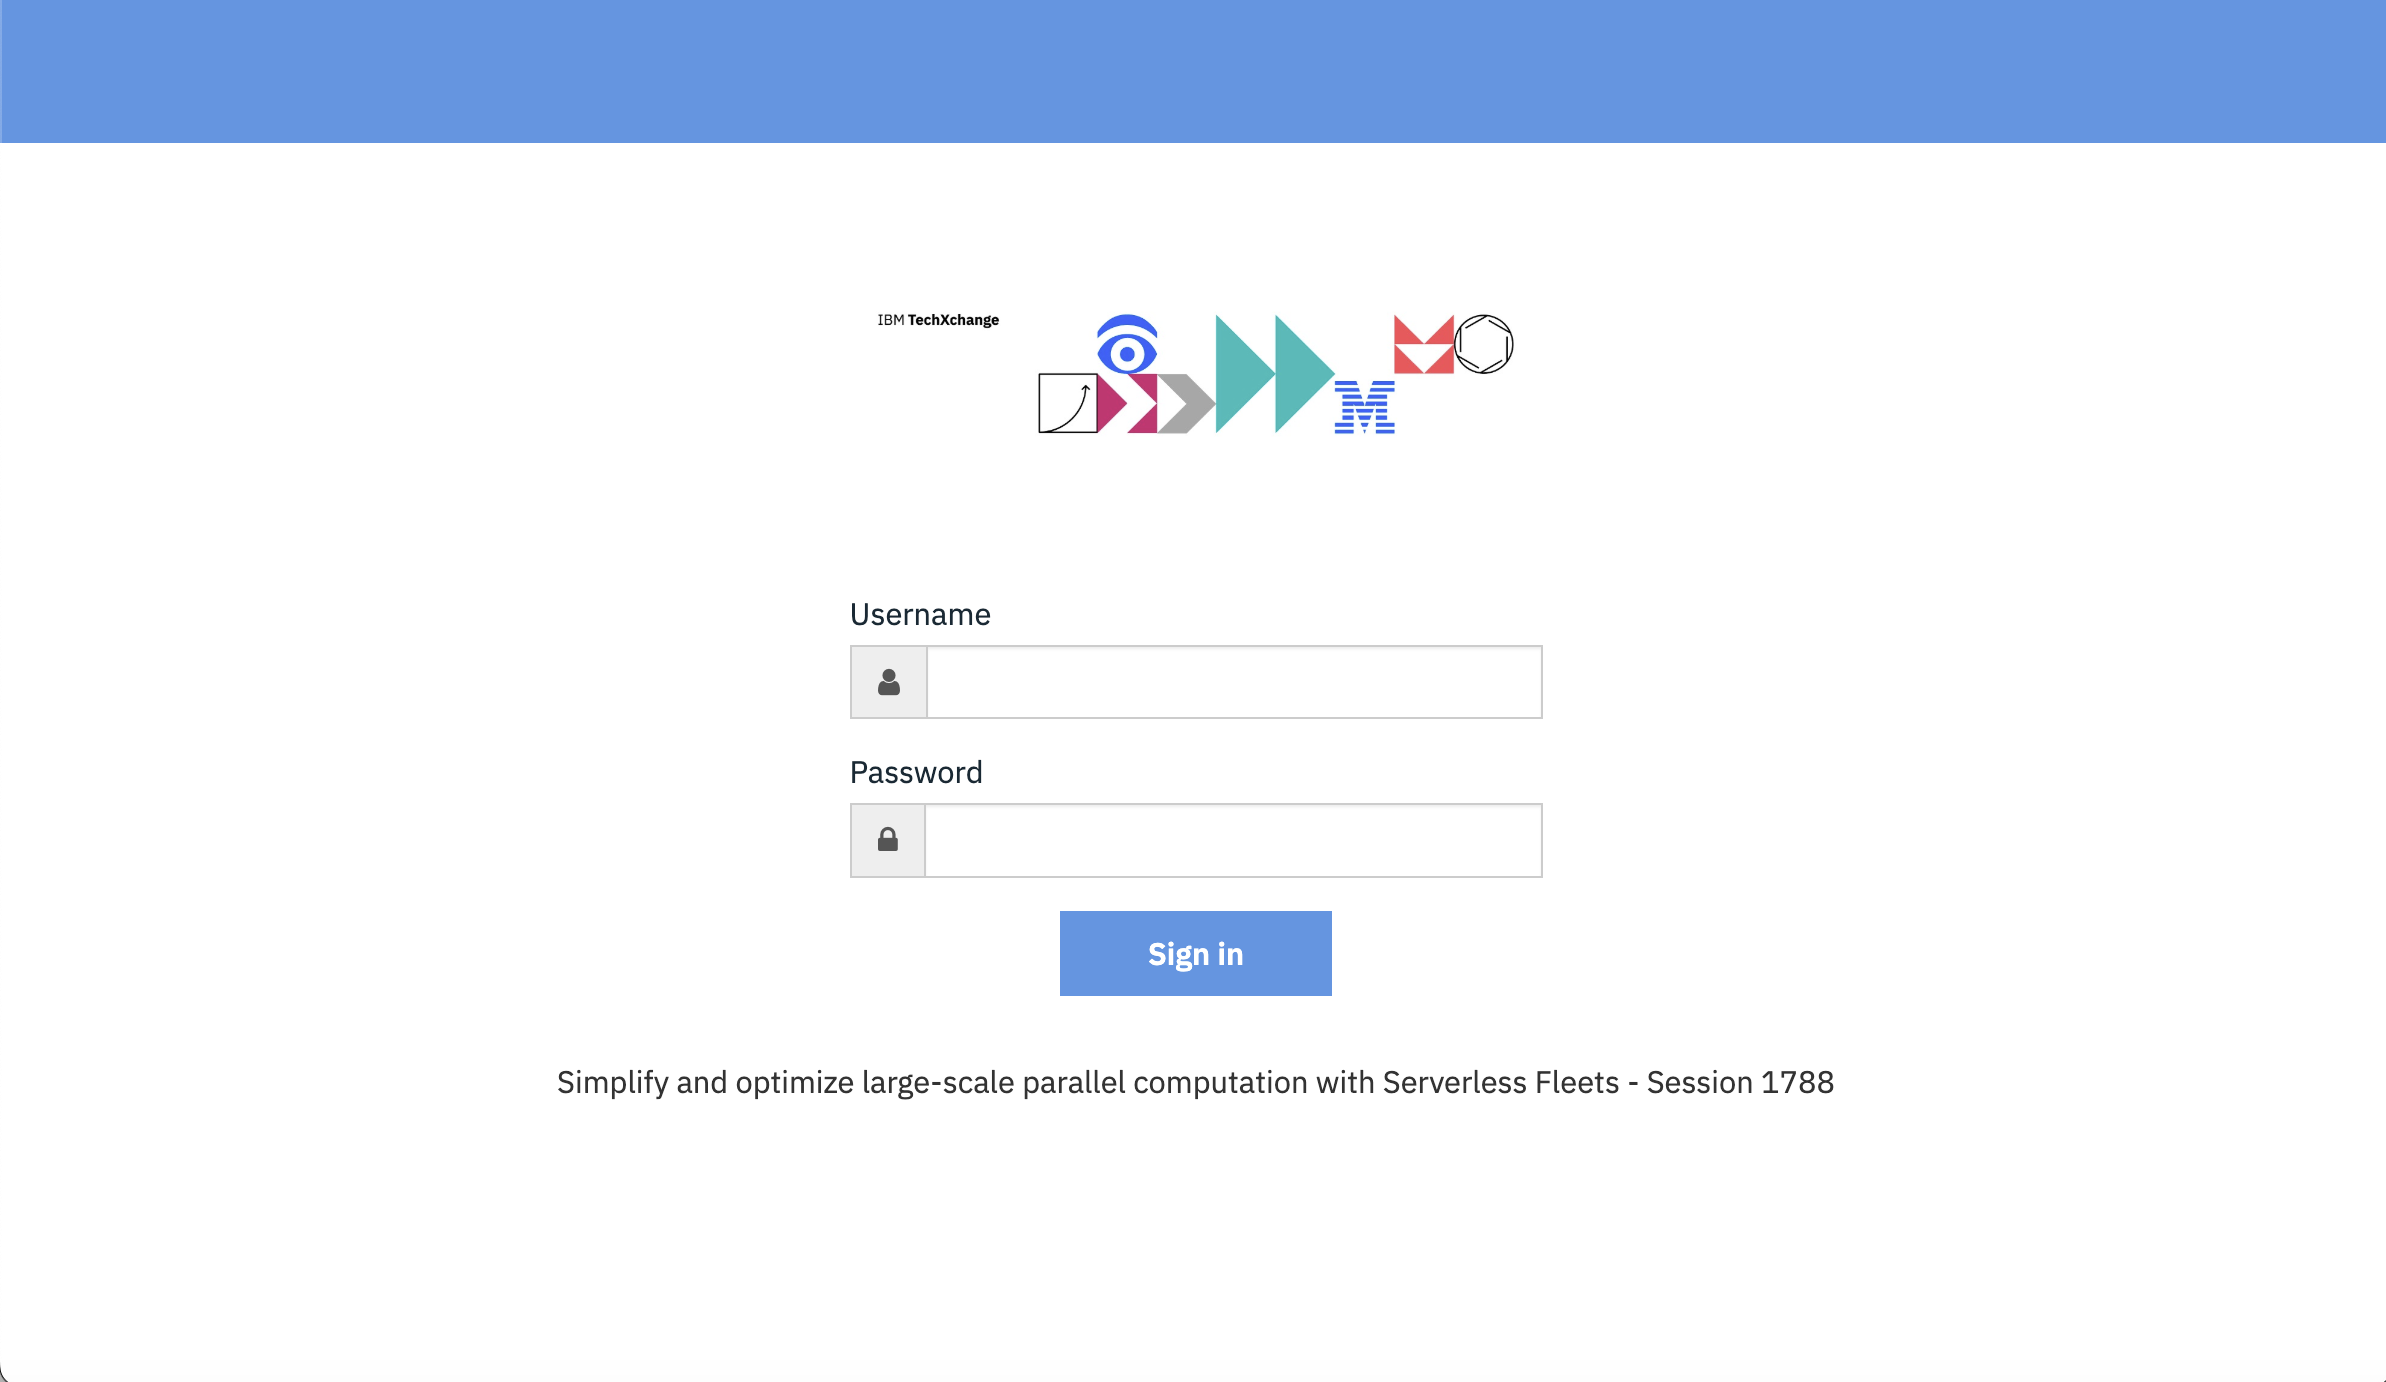 IBM TechXchange
Username
Password
Sign in
Simplify and optimize large-scale parallel computation with Serverless Fleets - Session 1788